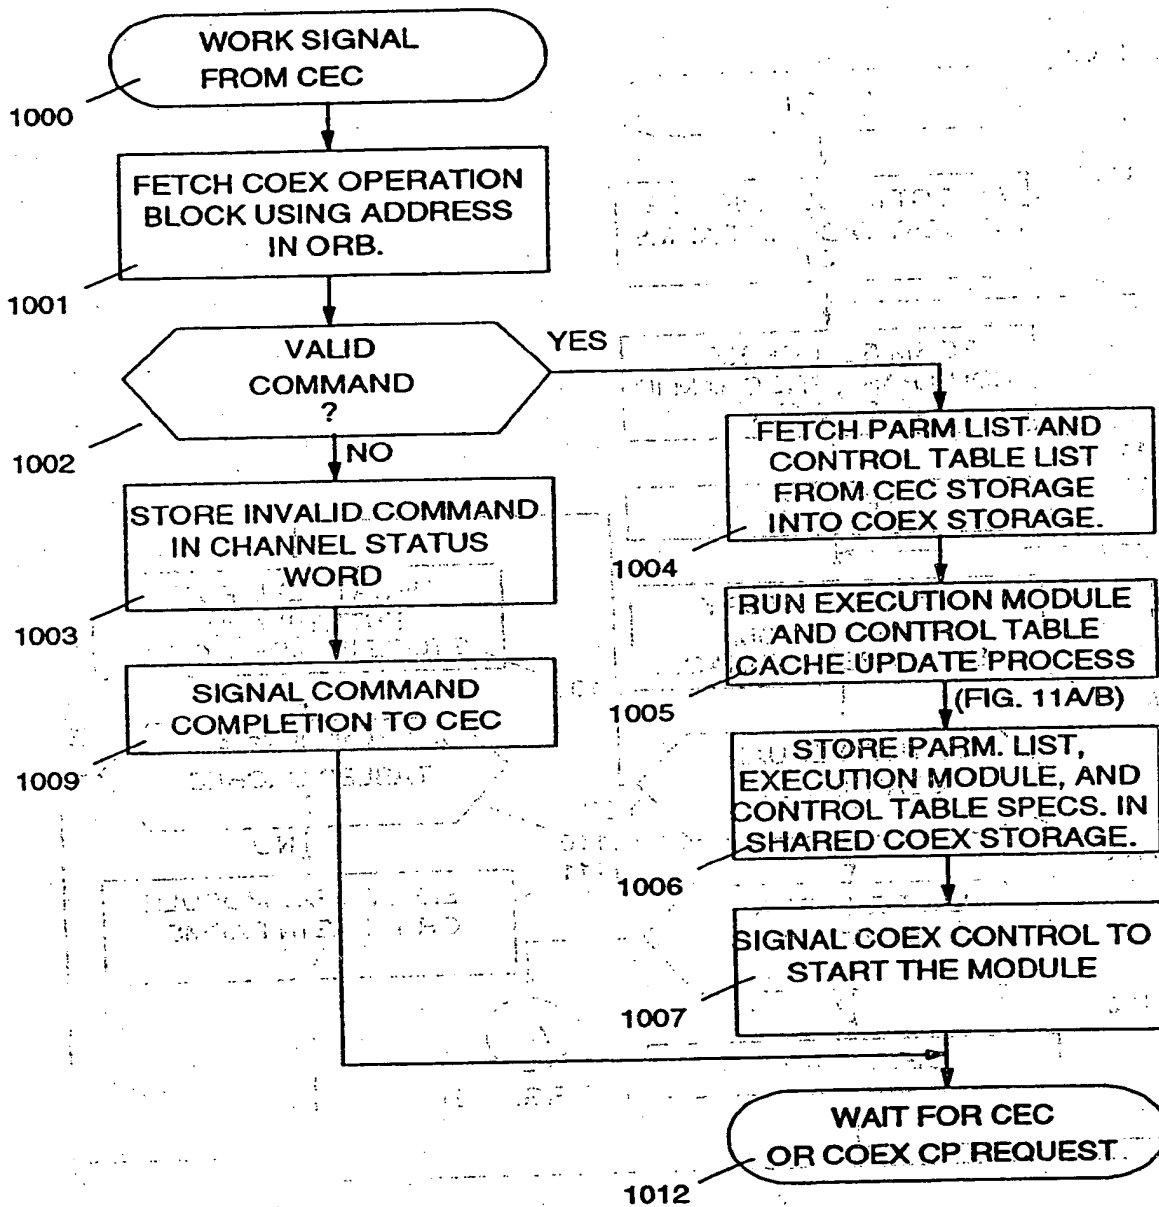 WORK SIGNAL
FROM CEC
1000
FETCH COEX OPERATION
BLOCK USING ADDRESS
IN ORB.
1001
VALID
COMMAND
?
YES
1002
NO
STORE INVALID COMMAND
IN CHANNEL STATUS
WORD
1003
SIGNAL COMMAND
COMPLETION TO CEC
1009
FETCH PARM LIST AND
CONTROL TABLE LIST
FROM CEC STORAGE
INTO COEX STORAGE.
1004
RUN EXECUTION MODULE
AND CONTROL TABLE
CACHE UPDATE PROCESS
1005
(FIG. 11A/B)
STORE PARM. LIST,
EXECUTION MODULE, AND
CONTROL TABLE SPECS. IN
SHARED COEX STORAGE.
1006
SIGNAL COEX CONTROL TO
START THE MODULE
1007
WAIT FOR CEC
OR COEX CP REQUEST
1012